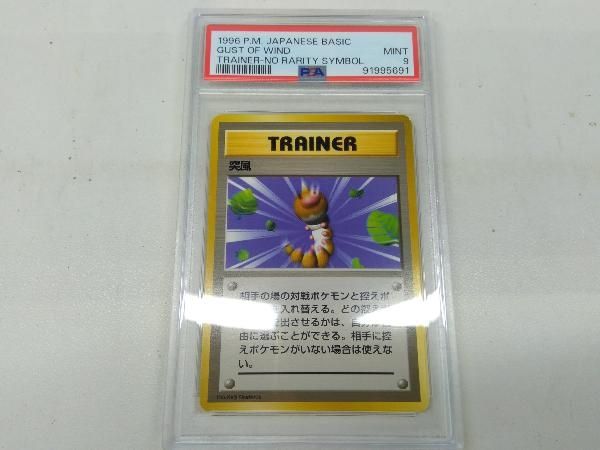 1996 P.M. JAPANESE BASIC
GUST OF WIND MINT
TRAINER-NO RARITY SYMBOL 9
PSA 91995691
TRAINER
突風
相手の場の対戦ポケモンと控えポ
入れ替える。どの控え
出させるかは、自分が自
由に選ぶことができる。相手に控
えポケモンがいない場合は使えな
い。